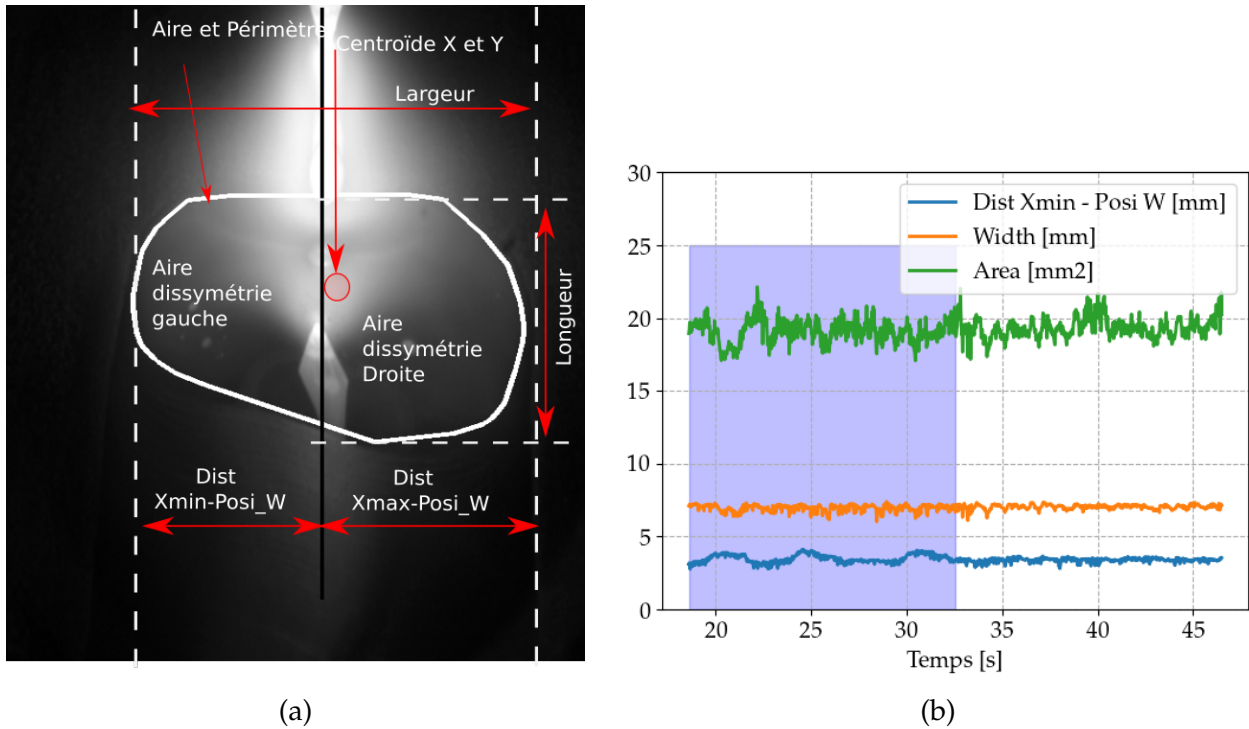 Aire et Périmètre
Centroïde X et Y
Largeur
Aire
dissymétrie
gauche
Aire
dissymétrie
Droite
Longueur
Dist
Xmin-Posi_W
Dist
Xmax-Posi_W
(a)
30
25
20
15
10
5
0
Dist Xmin - Posi W [mm]
Width [mm]
Area [mm2]
20 25 30 35 40 45
Temps [s]
(b)